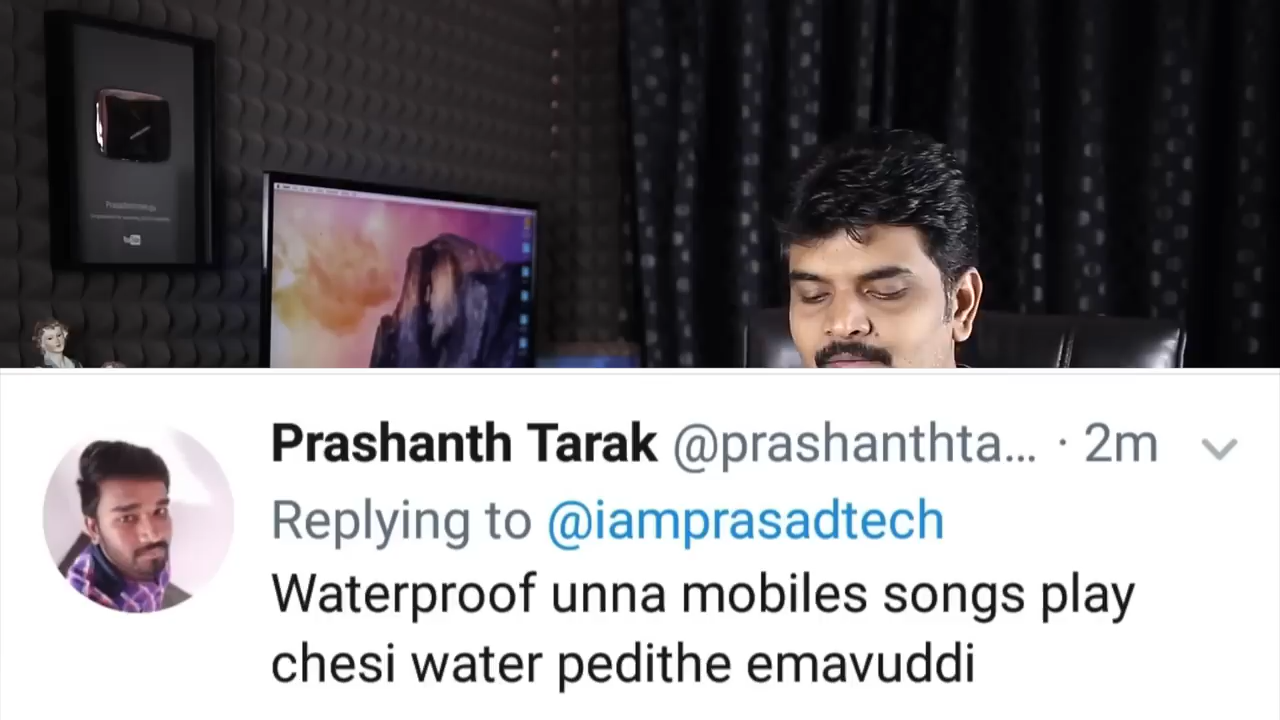 Prashanth Tarak @prashanthta... · 2m
Replying to @iamprasadtech
Waterproof unna mobiles songs play
chesi water pedithe emavuddi